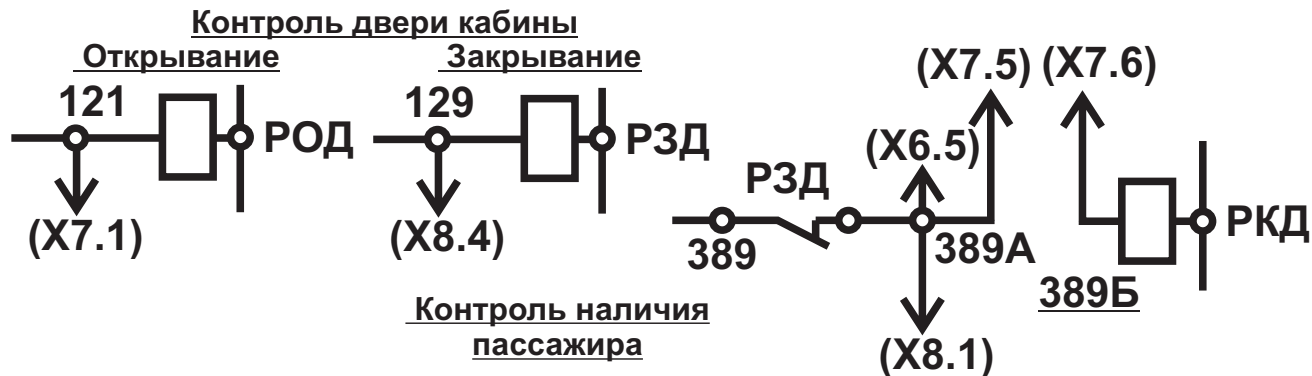 Контроль двери кабины
Открывание Закрывание
121 РОД
(X7.1)
129 РЗД
(X8.4)
(X7.5) (X7.6)
(X6.5)
РЗД
389 389А
389Б
РКД
(X8.1)
Контроль наличия
пассажира